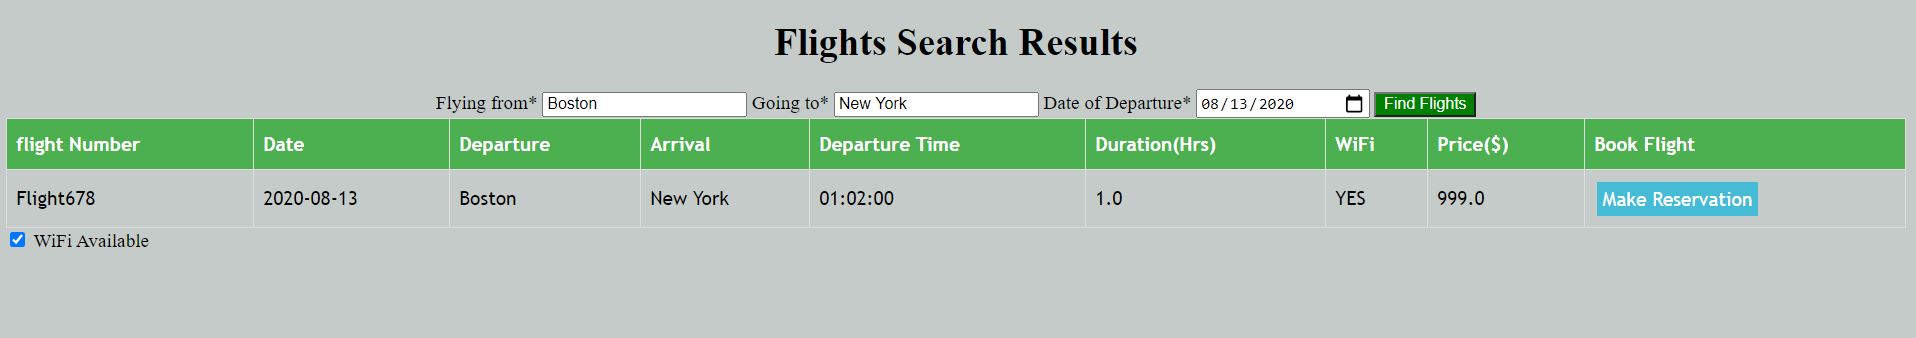 Flights Search Results
Flying from* Boston Going to* New York Date of Departure* 08/13/2020 Find Flights
flight Number Date Departure Arrival Departure Time Duration(Hrs) WiFi Price($) Book Flight
Flight678 2020-08-13 Boston New York 01:02:00 1.0 YES 999.0 Make Reservation
WiFi Available